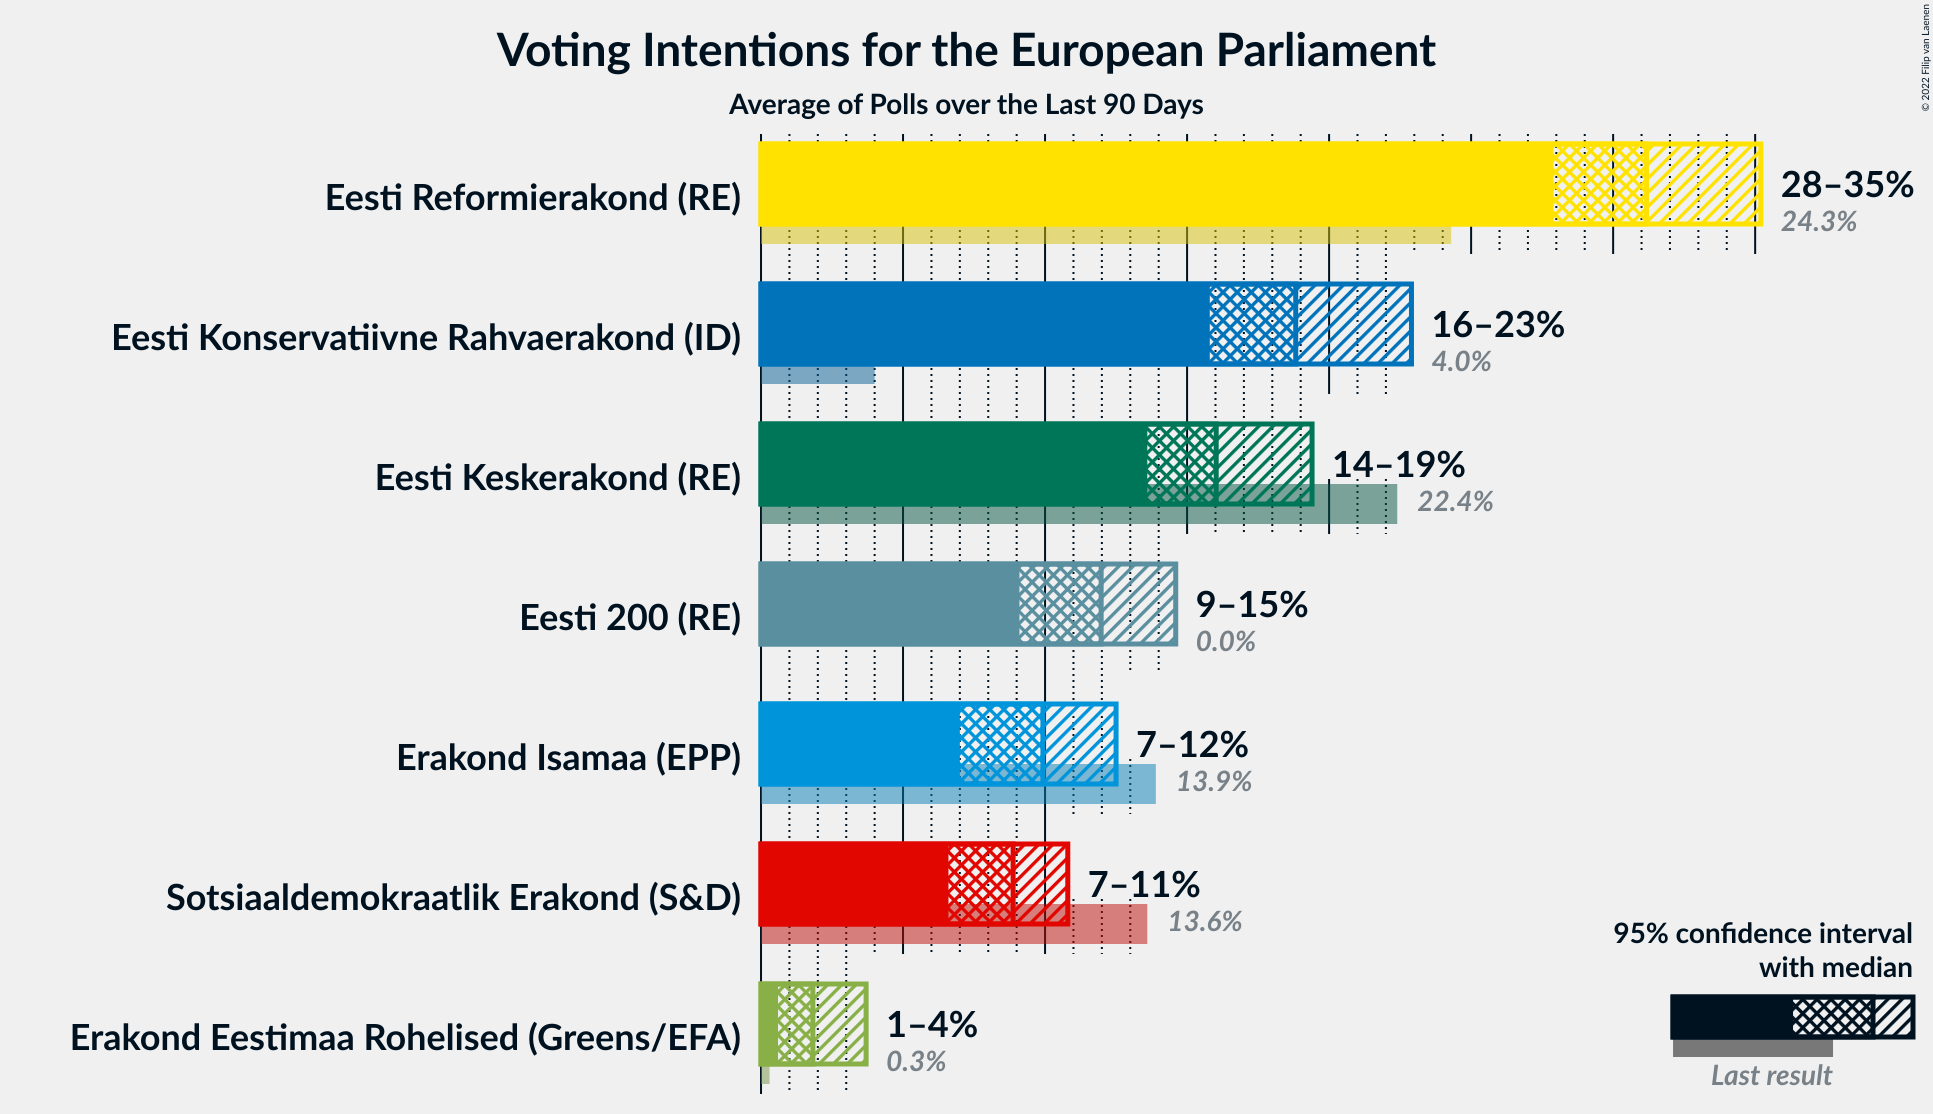 © 2022 Filip van Laenen
Voting Intentions for the European Parliament
Average of Polls over the Last 90 Days
Eesti Reformierakond (RE)
28–35%
24.3%
Eesti Konservatiivne Rahvaerakond (ID)
16–23%
4.0%
Eesti Keskerakond (RE)
14–19%
22.4%
Eesti 200 (RE)
9–15%
0.0%
Erakond Isamaa (EPP)
7–12%
13.9%
Sotsiaaldemokraatlik Erakond (S&D)
7–11%
13.6%
Erakond Eestimaa Rohelised (Greens/EFA)
1–4%
0.3%
95% confidence interval
with median
Last result